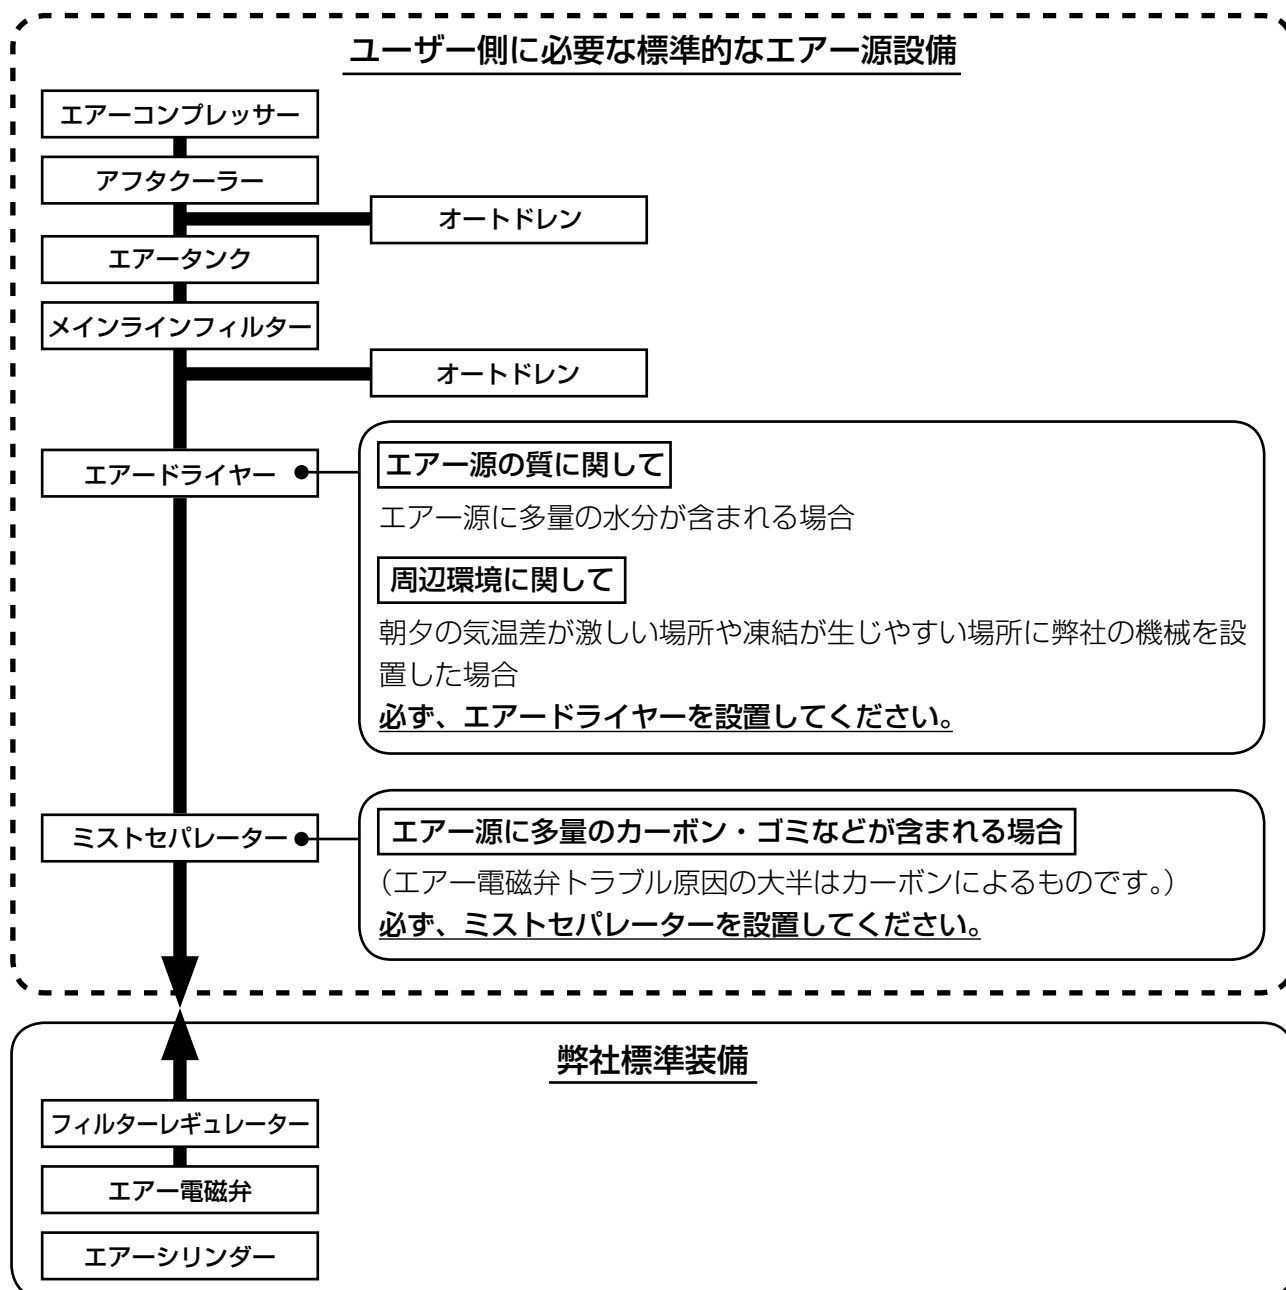 ユーザー側に必要な標準的なエアー源設備
エアーコンプレッサー
アフタクーラー
オートドレン
エアータンク
メインラインフィルター
オートドレン
エアードライヤー
エアー源の質に関して
エアー源に多量の水分が含まれる場合
周辺環境に関して
朝夕の気温差が激しい場所や凍結が生じやすい場所に弊社の機械を設
置した場合
必ず、エアードライヤーを設置してください。
ミストセパレーター
エアー源に多量のカーボン・ゴミなどが含まれる場合
（エアー電磁弁トラブル原因の大半はカーボンによるものです。）
必ず、ミストセパレーターを設置してください。
弊社標準装備
フィルターレギュレーター
エアー電磁弁
エアーシリンダー